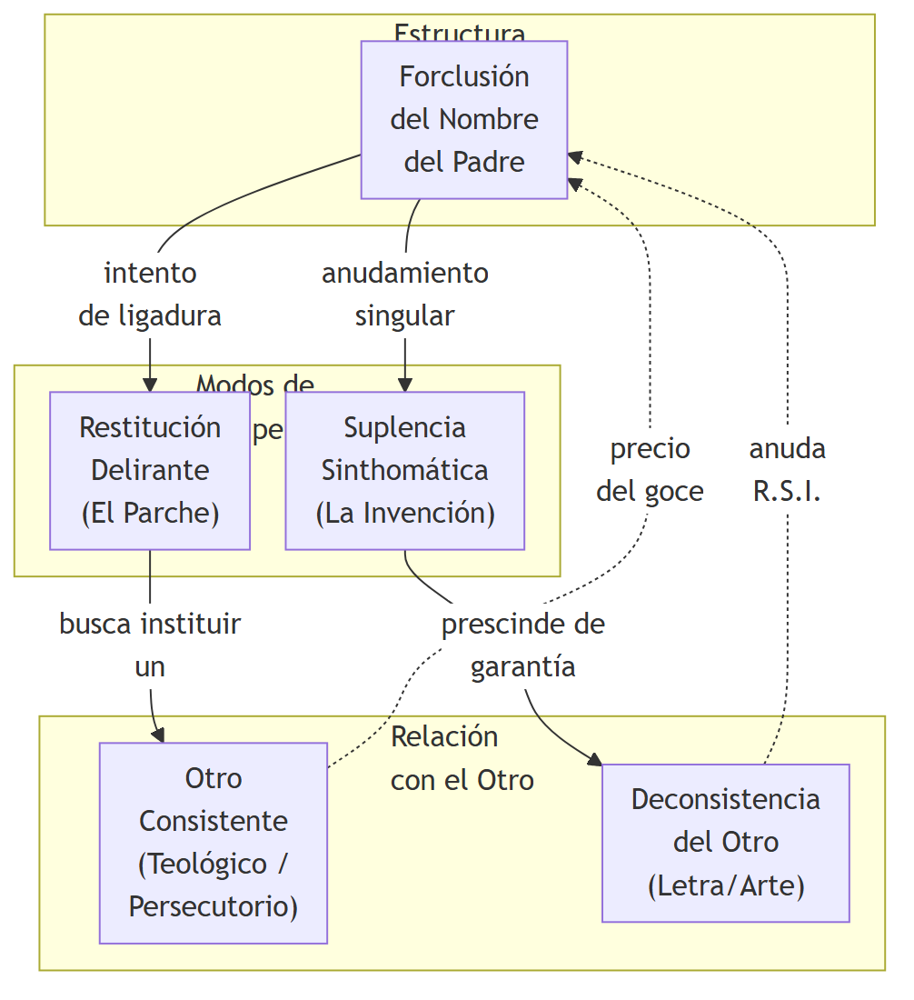 Estructura
Forclusión
del Nombre
del Padre
intento
de ligadura
anudamiento
singular
Modos de
pe
Restitución
Delirante
(El Parche)
Suplencia
Sinthomática
(La Invención)
precio
del goce
anuda
R.S.I.
busca instituir
un
prescinde de
garantía
Relación
con el Otro
Otro
Consistente
(Teológico /
Persecutorio)
Deconsistencia
del Otro
(Letra/Arte)